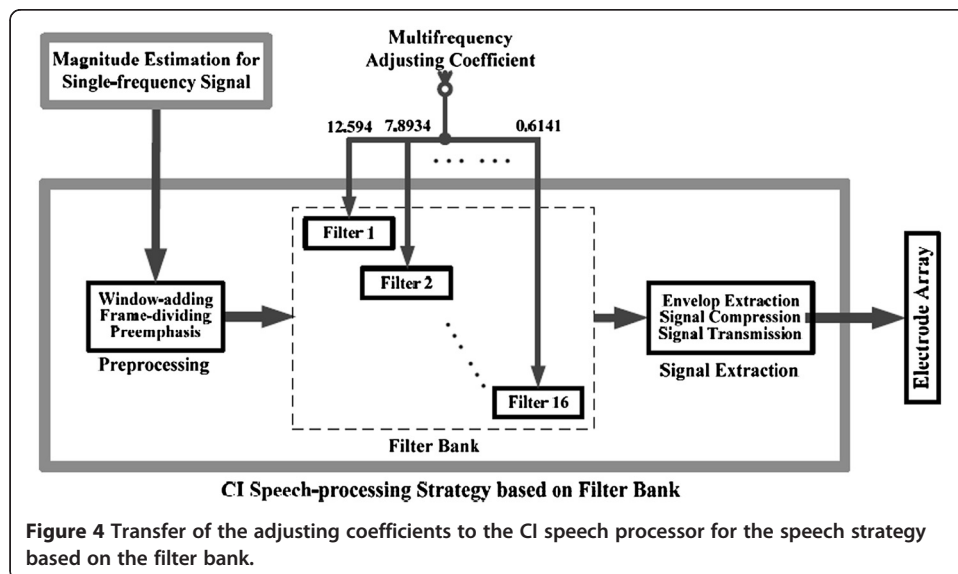 Magnitude Estimation for
Single-frequency Signal
Multifrequency
Adjusting Coefficient
12.594 7.8934 0.6141
... ...
Filter 1
Filter 2
Filter 16
Filter Bank
Window-adding
Frame-dividing
Preemphasis
Preprocessing
Envelop Extraction
Signal Compression
Signal Transmission
Signal Extraction
Electrode Array
CI Speech-processing Strategy based on Filter Bank
Figure 4 Transfer of the adjusting coefficients to the CI speech processor for the speech strategy
based on the filter bank.